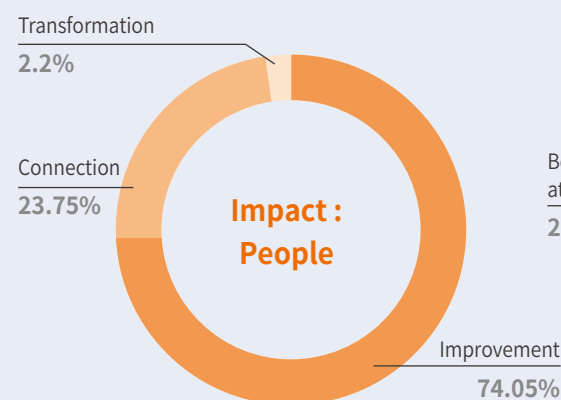 Transformation
2.2%
Connection
23.75%
Impact :
People
Improvement
74.05%